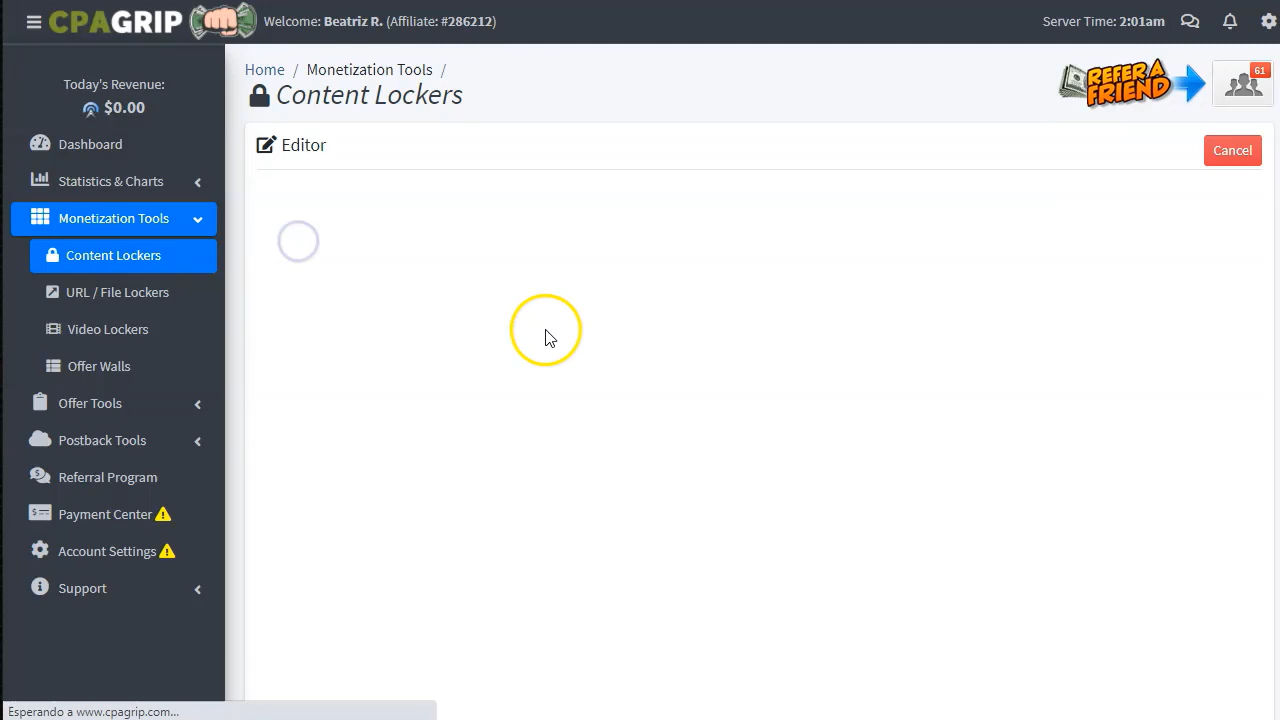 CPAGRIP
Welcome: Beatriz R. (Affiliate: #286212)
Server Time: 2:01am
Today's Revenue:
$0.00
Dashboard
Statistics & Charts
Monetization Tools
Content Lockers
URL / File Lockers
Video Lockers
Offer Walls
Offer Tools
Postback Tools
Referral Program
Payment Center
Account Settings
Support
Home / Monetization Tools /
Content Lockers
REFER A
FRIEND
61
Editor
Cancel
Esperando a www.cpagrip.com...